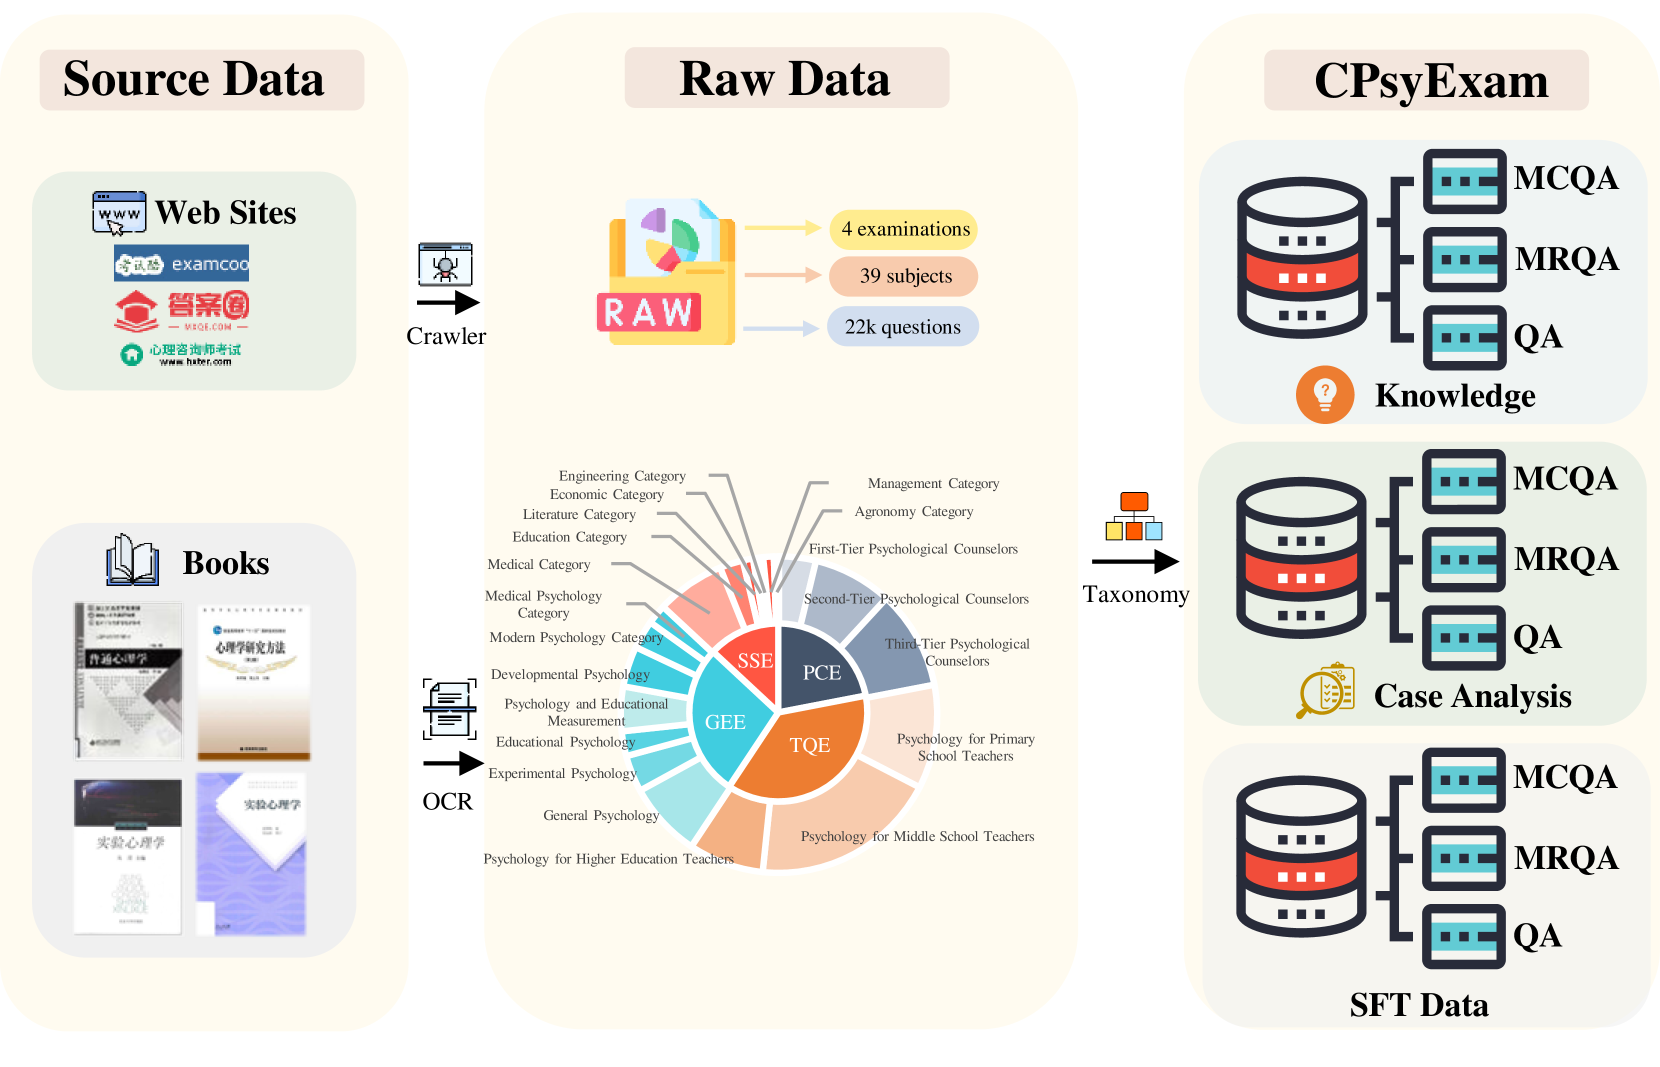 Source Data
Web Sites
www
考试酷 examcoo
答案圈
MXQE.COM
心理咨询师考试
www.hxter.com
Books
普通心理学
心理学研究方法
实验心理学
实验心理学
Crawler
OCR
Raw Data
RAW
4 examinations
39 subjects
22k questions
Engineering Category
Economic Category
Literature Category
Education Category
Medical Category
Medical Psychology
Category
Modern Psychology Category
Developmental Psychology
Psychology and Educational
Measurement
Educational Psychology
Experimental Psychology
General Psychology
Psychology for Higher Education Teachers
Management Category
Agronomy Category
First-Tier Psychological Counselors
Second-Tier Psychological Counselors
Third-Tier Psychological
Counselors
Psychology for Primary
School Teachers
Psychology for Middle School Teachers
SSE
PCE
GEE
TQE
Taxonomy
CPsyExam
MCQA
MRQA
QA
?
Knowledge
MCQA
MRQA
QA
Case Analysis
MCQA
MRQA
QA
SFT Data